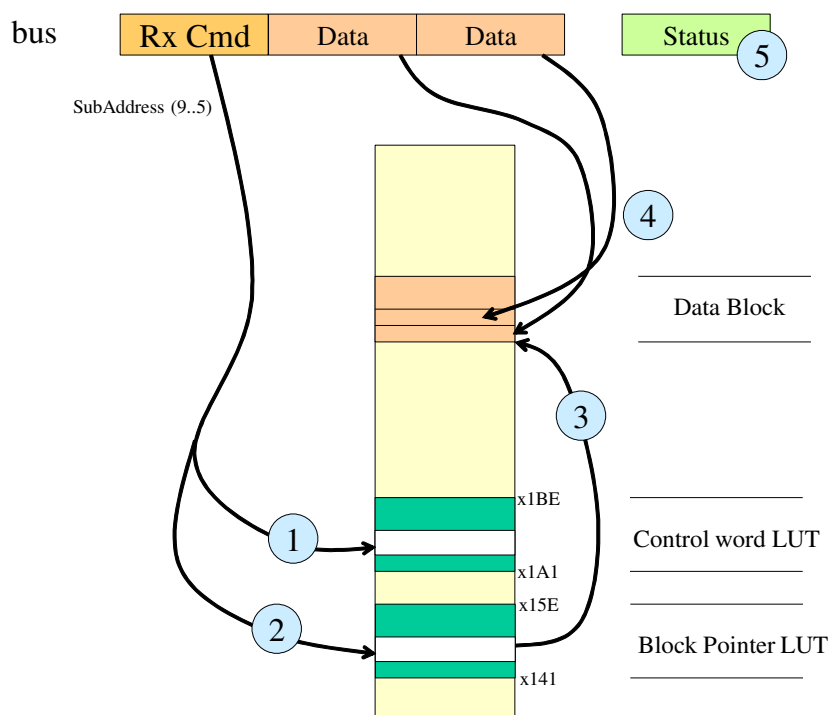 bus
Rx Cmd
Data
Data
Status
5
SubAddress (9..5)
4
Data Block
3
x1BE
1
Control word LUT
x1A1
x15E
2
Block Pointer LUT
x141